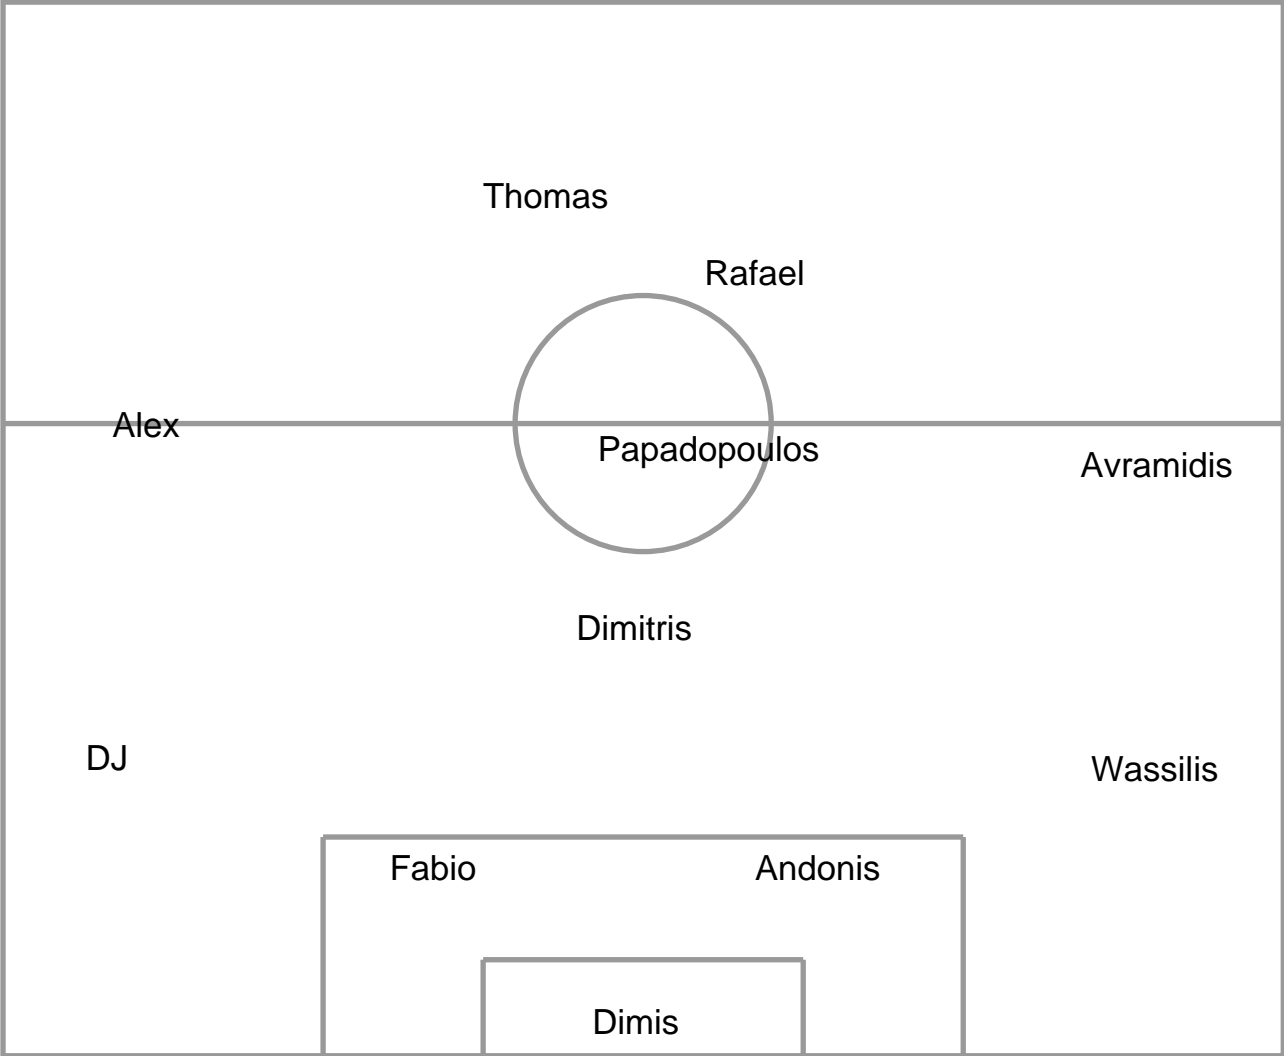 Thomas
Rafael
Alex
Papadopoulos
Avramidis
Dimitris
DJ
Wassilis
Fabio
Andonis
Dimis